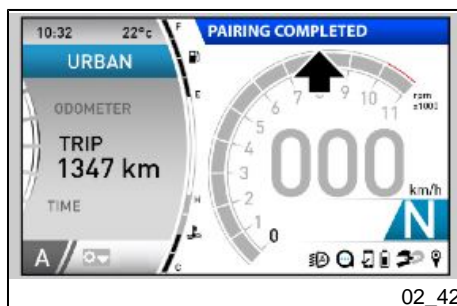 10:32 22°c
URBAN
ODOMETER
TRIP
1347 km
TIME
A
F
E
H
C
PAIRING COMPLETED
0
1
2
3
4
5
6
7
8
9
10
11
rpm
x1000
000
km/h
N
A
02_42